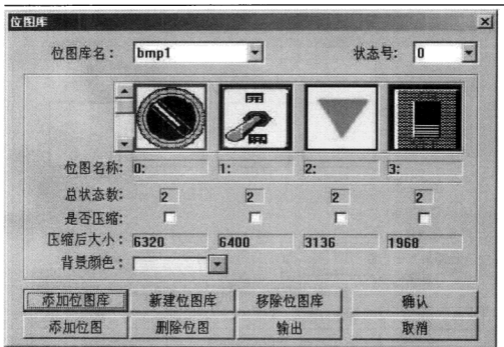 位图库
位图库名: bmp1 状态号: 0
位图名称: 0: 1: 2: 3:
总状态数: 2 2 2 2
是否压缩:
压缩后大小: 6320 6400 3136 1968
背景颜色:
添加位图库 新建位图库 移除位图库 确认
添加位图 删除位图 输出 取消